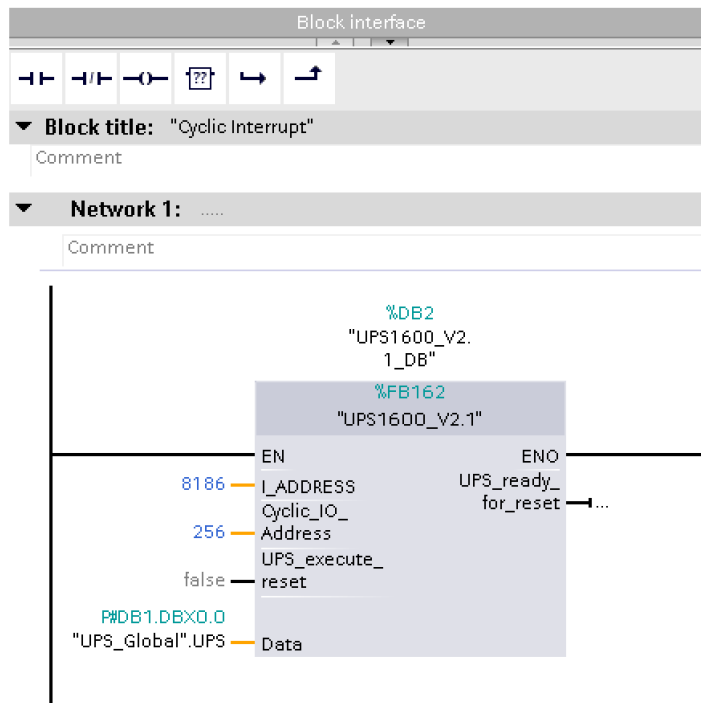 Block interface
??
Block title: "Cyclic Interrupt"
Comment
Network 1: .....
Comment
%DB2
"UPS1600_V2.
1_DB"
%FB162
"UPS1600_V2.1"
EN ENO
8186 I_ADDRESS UPS_ready_
for_reset ...
Cyclic_IO_
256 Address
UPS_execute_
false reset
P#DB1.DBX0.0
"UPS_Global".UPS Data